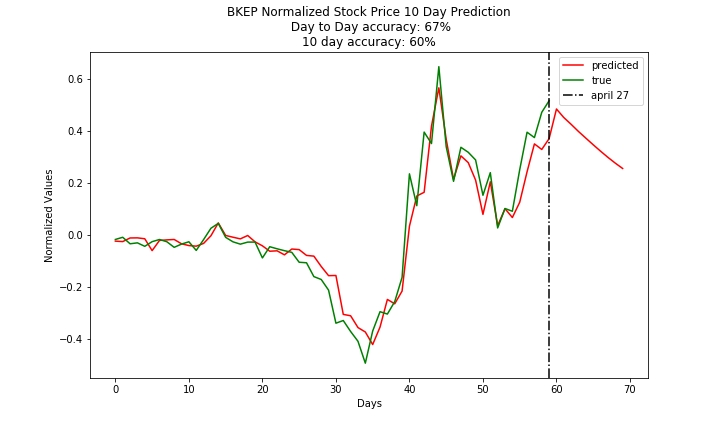 BKEP Normalized Stock Price 10 Day Prediction
Day to Day accuracy: 67%
10 day accuracy: 60%
predicted
true
april 27
Normalized Values
0.6
0.4
0.2
0.0
−0.2
−0.4
0 10 20 30 40 50 60 70
Days